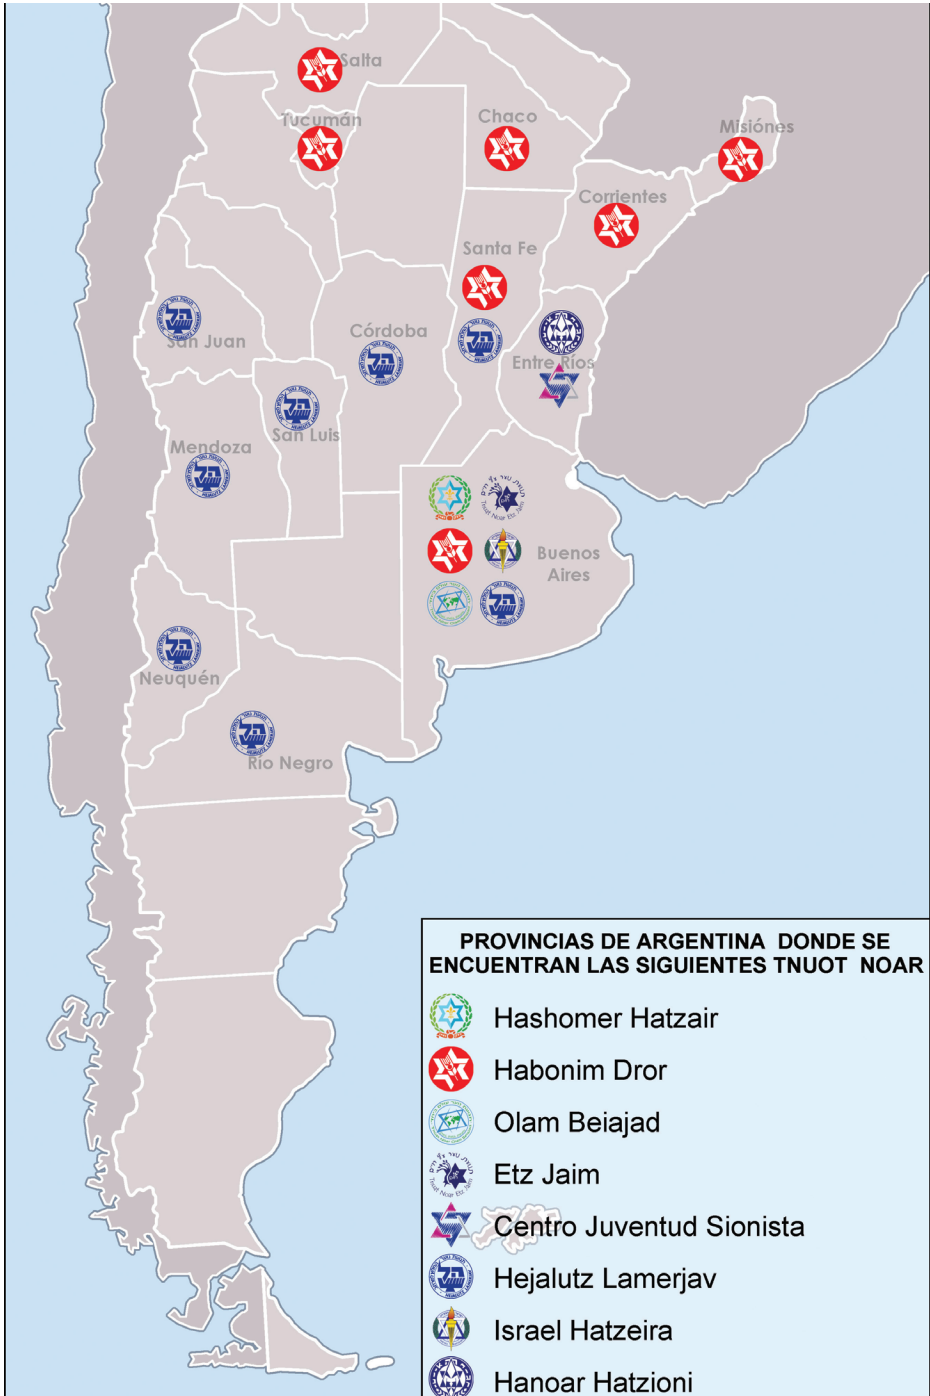 Salta
Tucumán
Chaco
Misiónes
Corrientes
Santa Fe
San Juan
Córdoba
Entre Ríos
San Luis
Mendoza
Buenos
Aires
Neuquén
Río Negro
PROVINCIAS DE ARGENTINA DONDE SE
ENCUENTRAN LAS SIGUIENTES TNUOT NOAR
Hashomer Hatzair
Habonim Dror
Olam Beiajad
Etz Jaim
Centro Juventud Sionista
Hejalutz Lamerjav
Israel Hatzeira
Hanoar Hatzioni